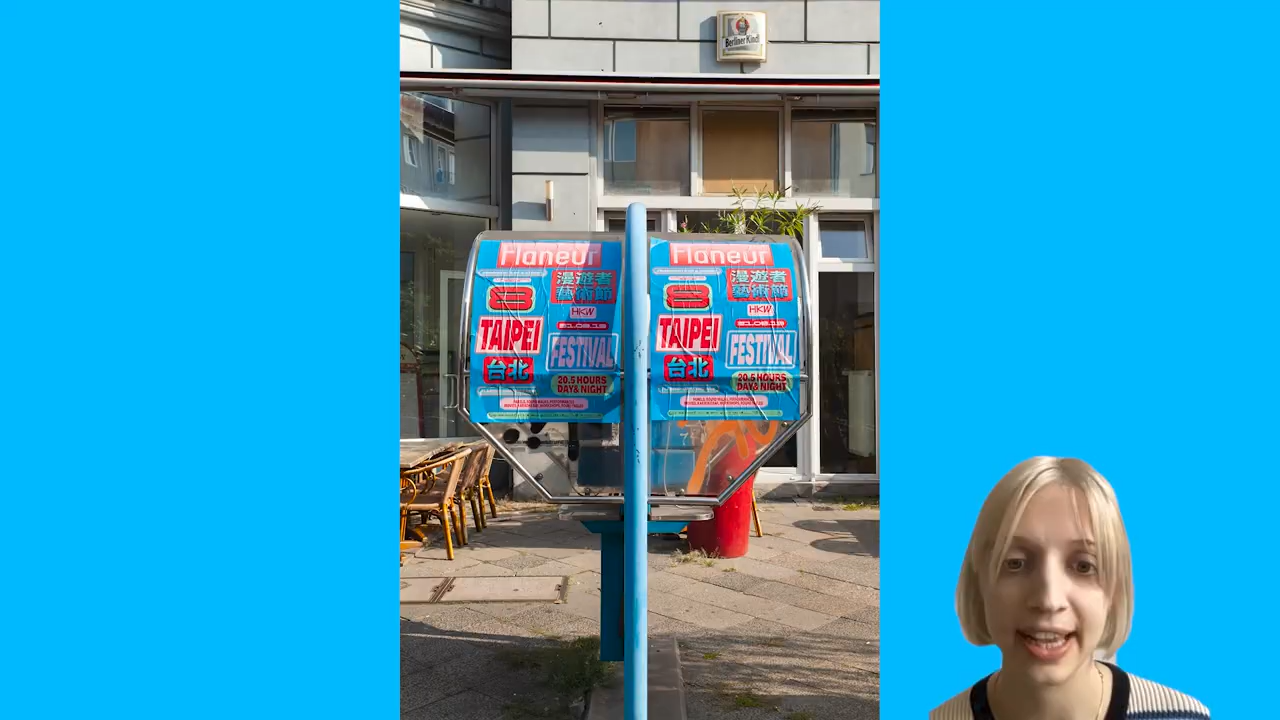 Berliner Kindl
Flaneur
漫遊者
藝術節
8
HKW
TAIPEI
FESTIVAL
台北
20.5 HOURS
DAY & NIGHT
Flaneur
漫遊者
藝術節
8
HKW
TAIPEI
FESTIVAL
台北
20.5 HOURS
DAY & NIGHT